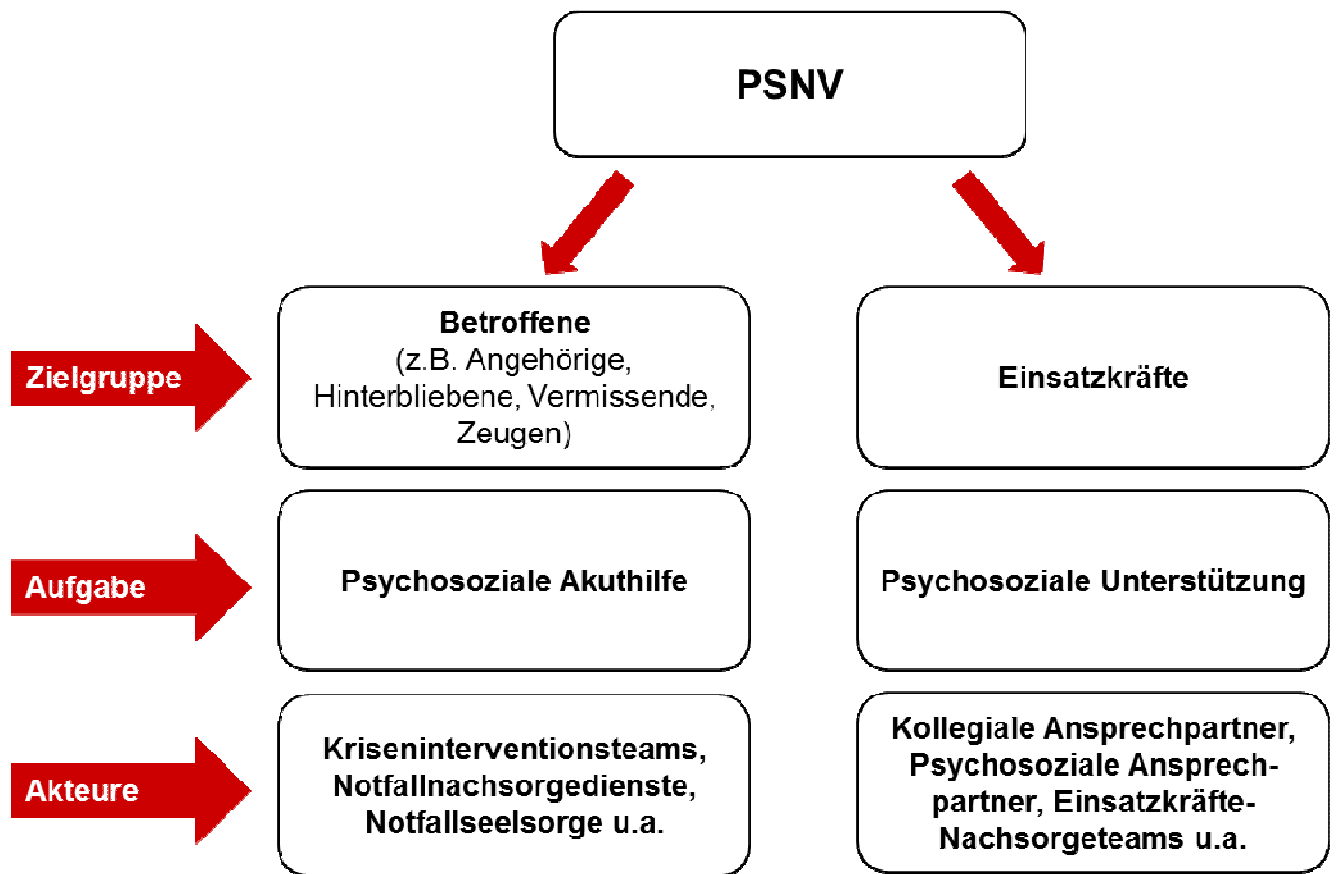 PSNV
Zielgruppe
Betroffene
(z.B. Angehörige,
Hinterbliebene, Vermissende,
Zeugen)
Einsatzkräfte
Aufgabe
Psychosoziale Akuthilfe
Psychosoziale Unterstützung
Akteure
Kriseninterventionsteams,
Notfallnachsorgedienste,
Notfallseelsorge u.a.
Kollegiale Ansprechpartner,
Psychosoziale Ansprech-
partner, Einsatzkräfte-
Nachsorgeteams u.a.